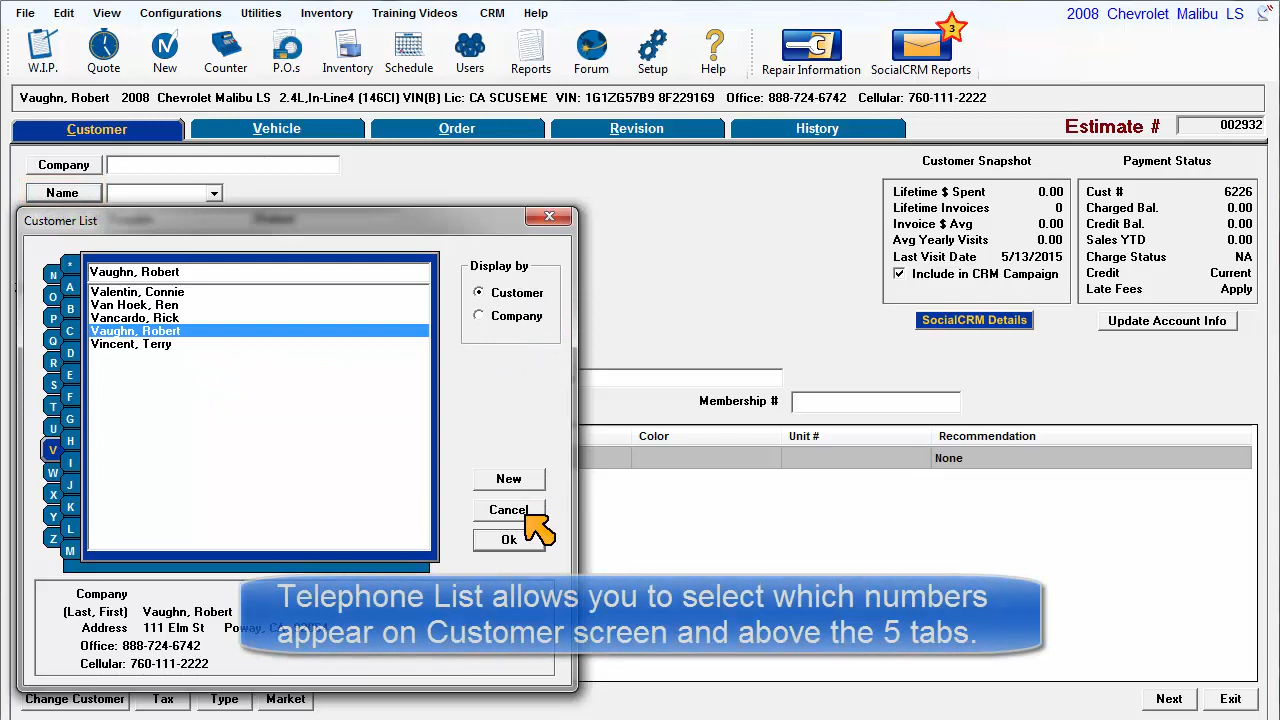 File Edit View Configurations Utilities Inventory Training Videos CRM Help 2008 Chevrolet Malibu LS
3
W.I.P. Quote New Counter P.O.s Inventory Schedule Users Reports Forum Setup Help Repair Information SocialCRM Reports
Vaughn, Robert 2008 Chevrolet Malibu LS 2.4L,In-Line4 (146CI) VIN(B) Lic: CA SCUSEME VIN: 1G1ZG57B9 8F229169 Office: 888-724-6742 Cellular: 760-111-2222
Customer Vehicle Order Revision History Estimate # 002932
Company
Name
Customer Snapshot Payment Status
Lifetime $ Spent 0.00 Cust # 6226
Lifetime Invoices 0 Charged Bal. 0.00
Invoice $ Avg 0.00 Credit Bal. 0.00
Avg Yearly Visits 0.00 Sales YTD 0.00
Last Visit Date 5/13/2015 Charge Status NA
Include in CRM Campaign Credit Current
Late Fees Apply
SocialCRM Details Update Account Info
Membership #
Color Unit # Recommendation
None
Customer List
Vaughn, Robert
Valentin, Connie
Van Hoek, Ren
Vancardo, Rick
Vaughn, Robert
Vincent, Terry
*
A
B
C
D
E
F
G
H
I
J
K
L
M
N
O
P
Q
R
S
T
U
V
W
X
Y
Z
Display by
Customer
Company
New
Cancel
Ok
Company
(Last, First) Vaughn, Robert
Address 111 Elm St Poway, CA
Office: 888-724-6742
Cellular: 760-111-2222
Telephone List allows you to select which numbers
appear on Customer screen and above the 5 tabs.
Change Customer Tax Type Market Next Exit